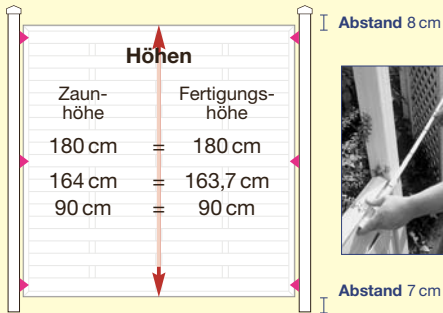 Abstand 8 cm
Höhen
Zaun- Fertigungs-
höhe höhe
180 cm = 180 cm
164 cm = 163,7 cm
90 cm = 90 cm
Abstand 7 cm